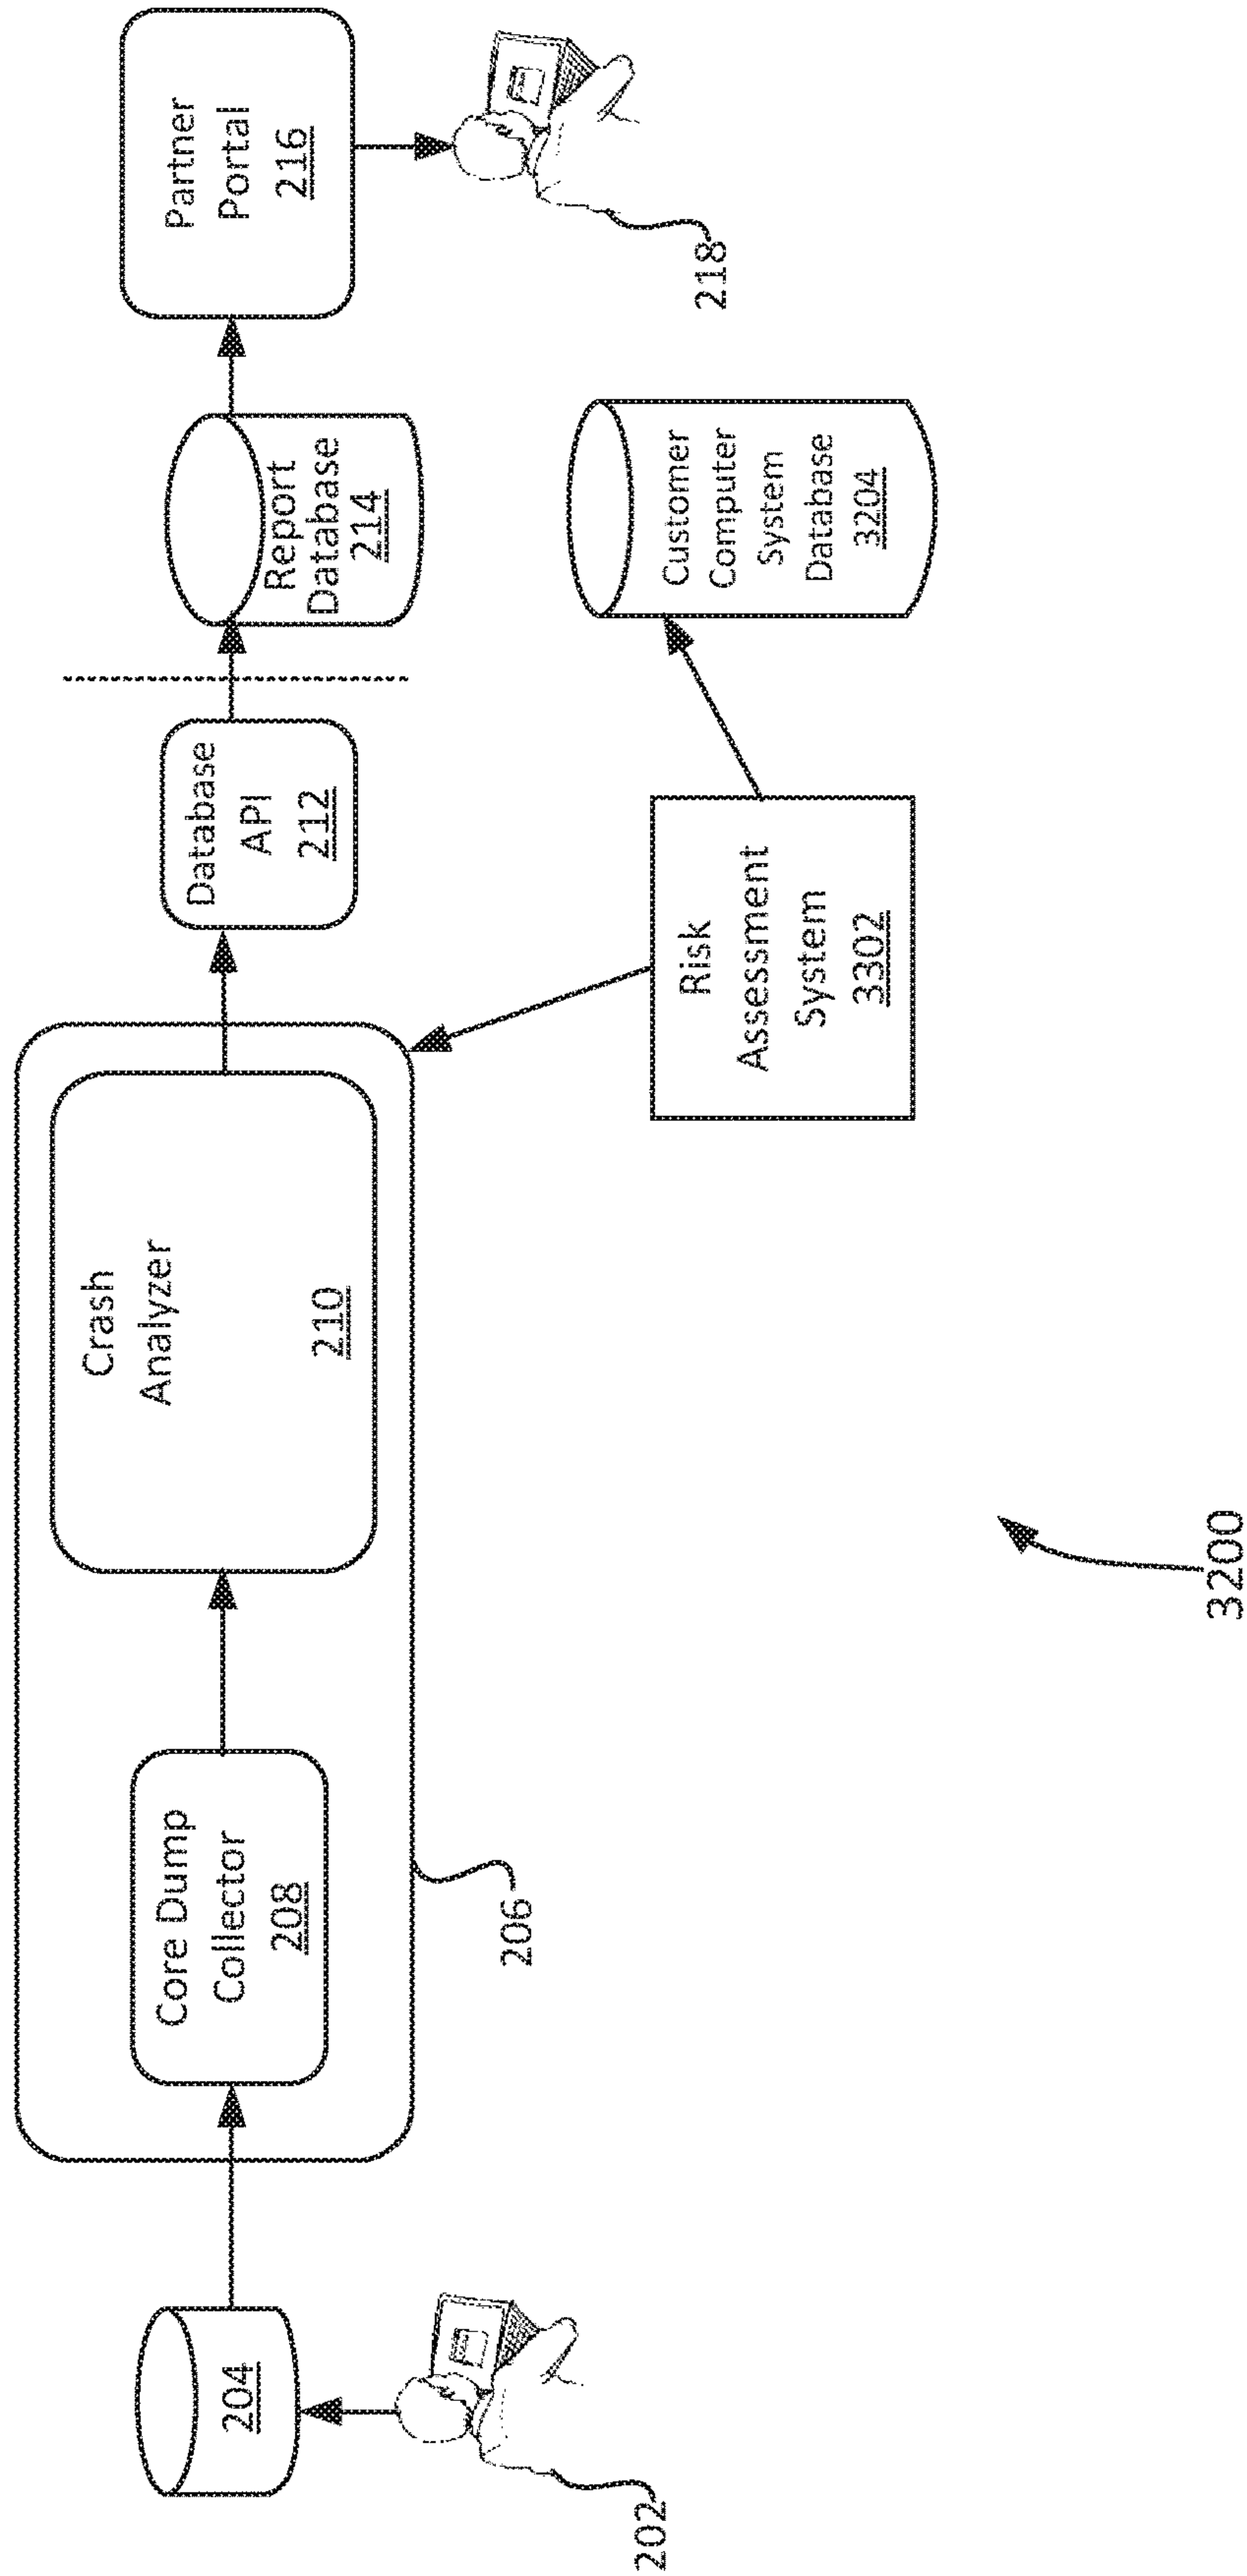 204
202
206
Core Dump
Collector
208
Crash
Analyzer
210
Database
API
212
Report
Database
214
Partner
Portal
216
218
Risk
Assessment
System
3302
Customer
Computer
System
Database
3204
3200